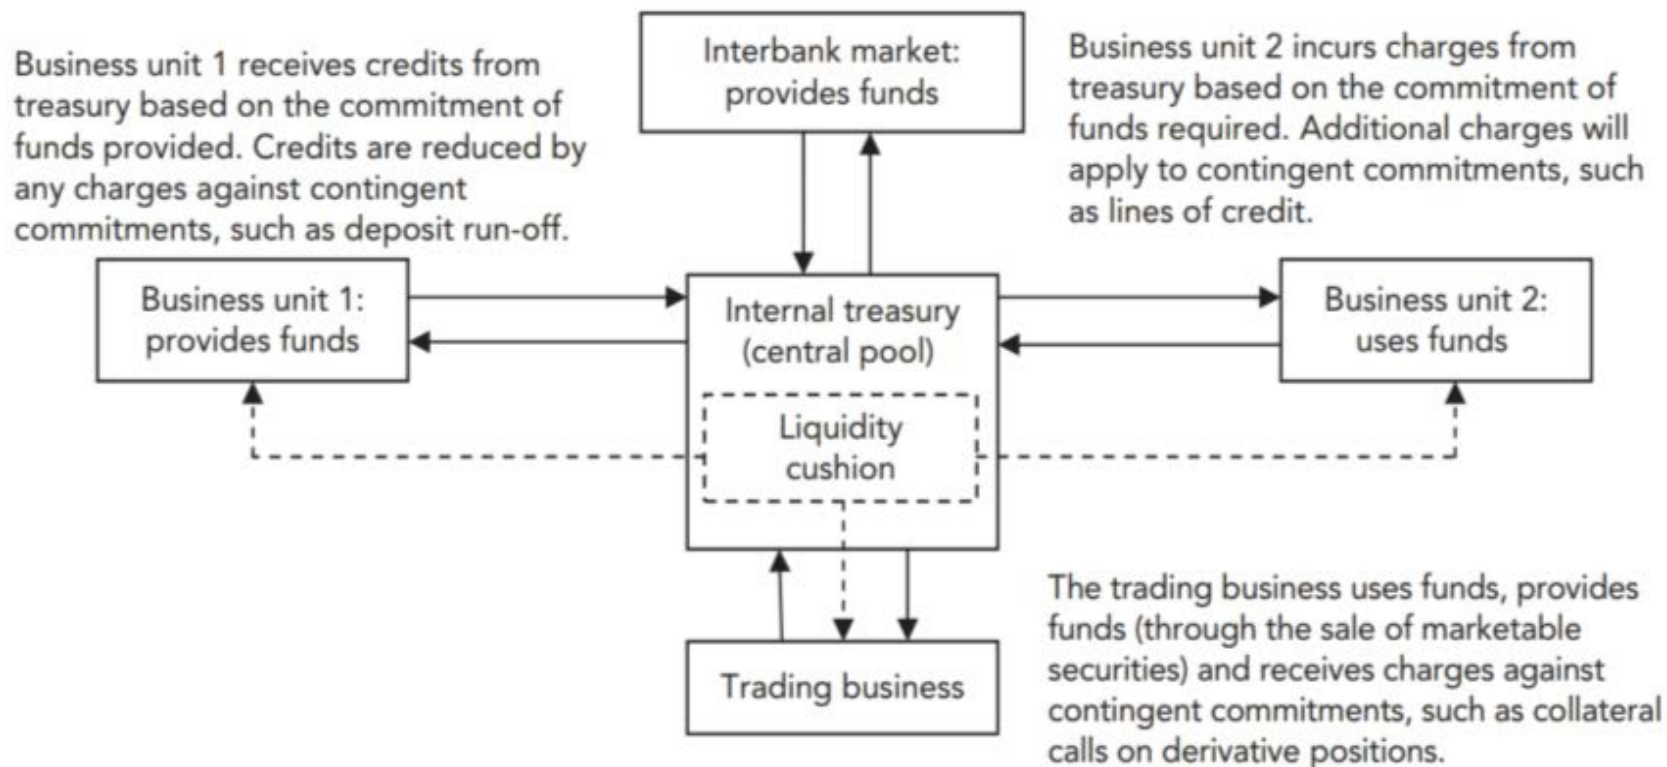 Business unit 1 receives credits from
treasury based on the commitment of
funds provided. Credits are reduced by
any charges against contingent
commitments, such as deposit run-off.
Interbank market:
provides funds
Business unit 2 incurs charges from
treasury based on the commitment of
funds required. Additional charges will
apply to contingent commitments, such
as lines of credit.
Business unit 1:
provides funds
Internal treasury
(central pool)
Liquidity
cushion
Business unit 2:
uses funds
Trading business
The trading business uses funds, provides
funds (through the sale of marketable
securities) and receives charges against
contingent commitments, such as collateral
calls on derivative positions.